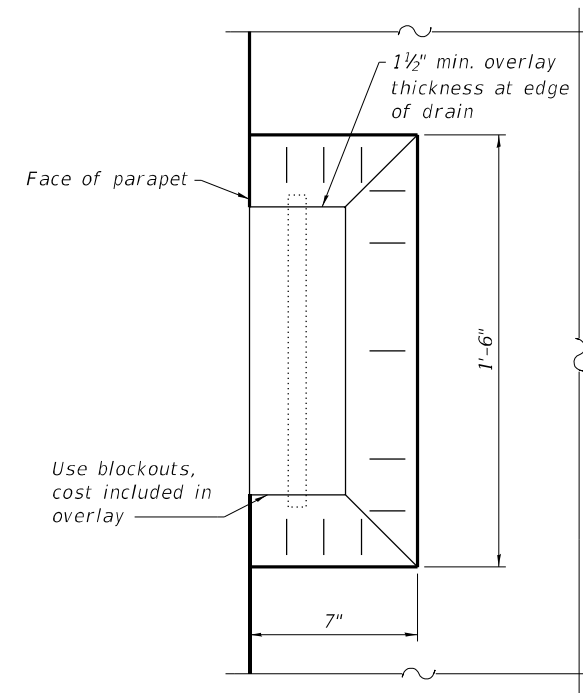 1½" min. overlay
thickness at edge
of drain
Face of parapet
1'-6"
Use blockouts,
cost included in
overlay
7"